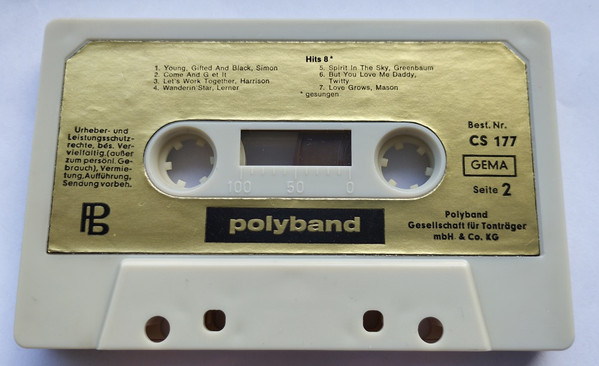 Hits 8*
1. Young, Gifted And Black, Simon
2. Come And G et It
3. Let's Work Together, Harrison
4. Wanderin Star, Lerner
5. Spirit In The Sky, Greenbaum
6. But You Love Me Daddy,
Twitty
7. Love Grows, Mason
* gesungen
Urheber- und
Leistungsschutz-
rechte, bes. Ver-
vielfältig.(außer
zum persönl. Ge-
brauch), Vermie-
tung,Aufführung,
Sendung vorbeh.
PB
100 50 0
polyband
Best. Nr.
CS 177
GEMA
Seite 2
Polyband
Gesellschaft für Tonträger
mbH. & Co. KG